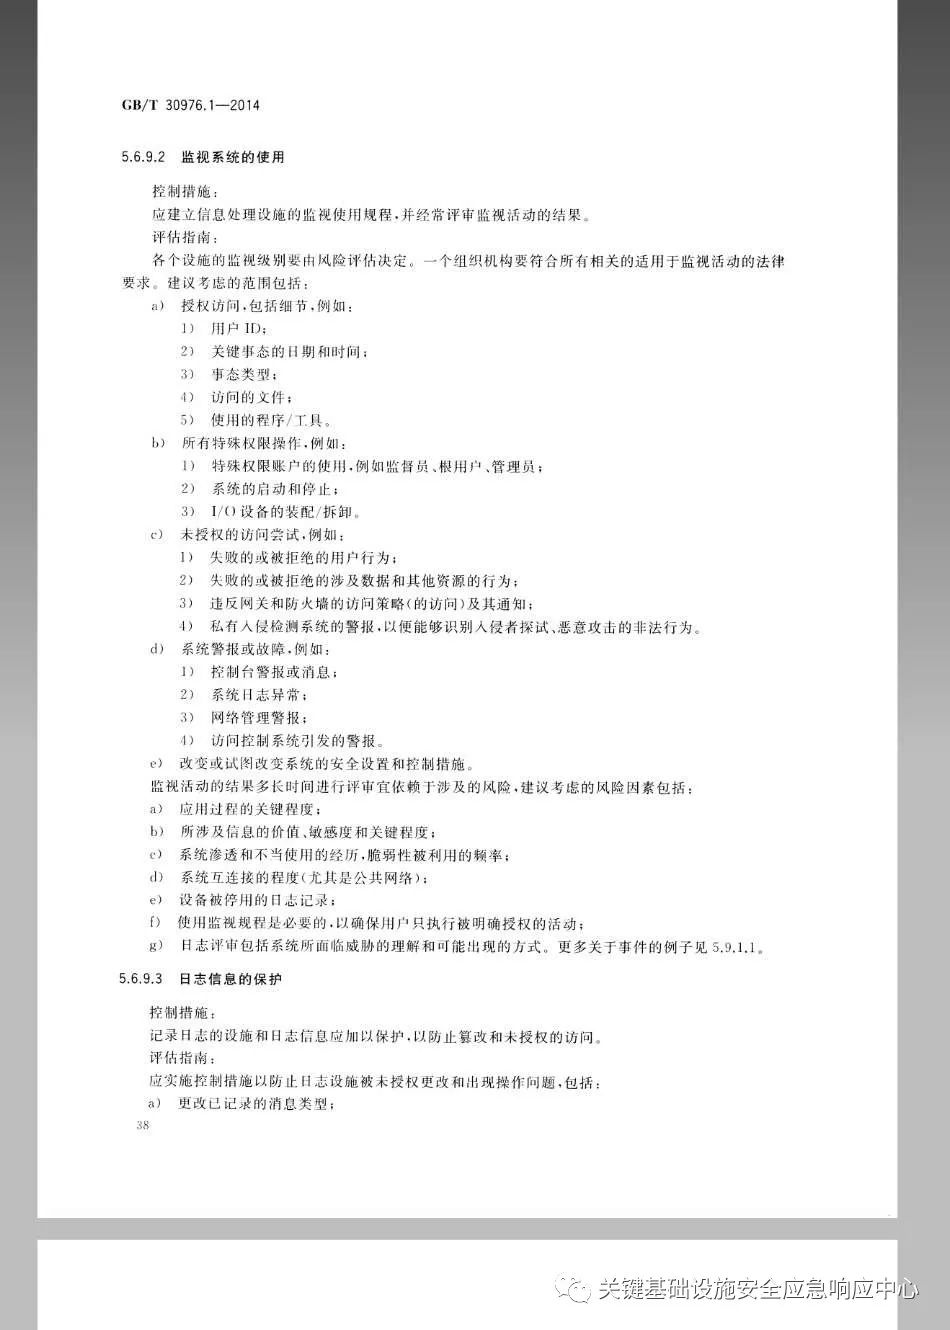 GB/T 30976.1—2014
5.6.9.2 监视系统的使用
控制措施：
应建立信息处理设施的监视使用规程，并经常评审监视活动的结果。
评估指南：
各个设施的监视级别要由风险评估决定。一个组织机构要符合所有相关的适用于监视活动的法律
要求。建议考虑的范围包括：
a) 授权访问，包括细节，例如：
1) 用户 ID；
2) 关键事态的日期和时间；
3) 事态类型；
4) 访问的文件；
5) 使用的程序/工具。
b) 所有特殊权限操作，例如：
1) 特殊权限账户的使用，例如监督员、根用户、管理员；
2) 系统的启动和停止；
3) I/O 设备的装配/拆卸。
c) 未授权的访问尝试，例如：
1) 失败的或被拒绝的用户行为；
2) 失败的或被拒绝的涉及数据和其他资源的行为；
3) 违反网关和防火墙的访问策略(的访问)及其通知；
4) 私有入侵检测系统的警报，以便能够识别入侵者探试、恶意攻击的非法行为。
d) 系统警报或故障，例如：
1) 控制台警报或消息；
2) 系统日志异常；
3) 网络管理警报；
4) 访问控制系统引发的警报。
e) 改变或试图改变系统的安全设置和控制措施。
监视活动的结果多长时间进行评审宜依赖于涉及的风险，建议考虑的风险因素包括：
a) 应用过程的关键程度；
b) 所涉及信息的价值、敏感度和关键程度；
c) 系统渗透和不当使用的经历，脆弱性被利用的频率；
d) 系统互连接的程度(尤其是公共网络)；
e) 设备被停用的日志记录；
f) 使用监视规程是必要的，以确保用户只执行被明确授权的活动；
g) 日志评审包括系统所面临威胁的理解和可能出现的方式。更多关于事件的例子见 5.9.1.1。
5.6.9.3 日志信息的保护
控制措施：
记录日志的设施和日志信息应加以保护，以防止篡改和未授权的访问。
评估指南：
应实施控制措施以防止日志设施被未授权更改和出现操作问题，包括：
a) 更改已记录的消息类型；
38
关键基础设施安全应急响应中心